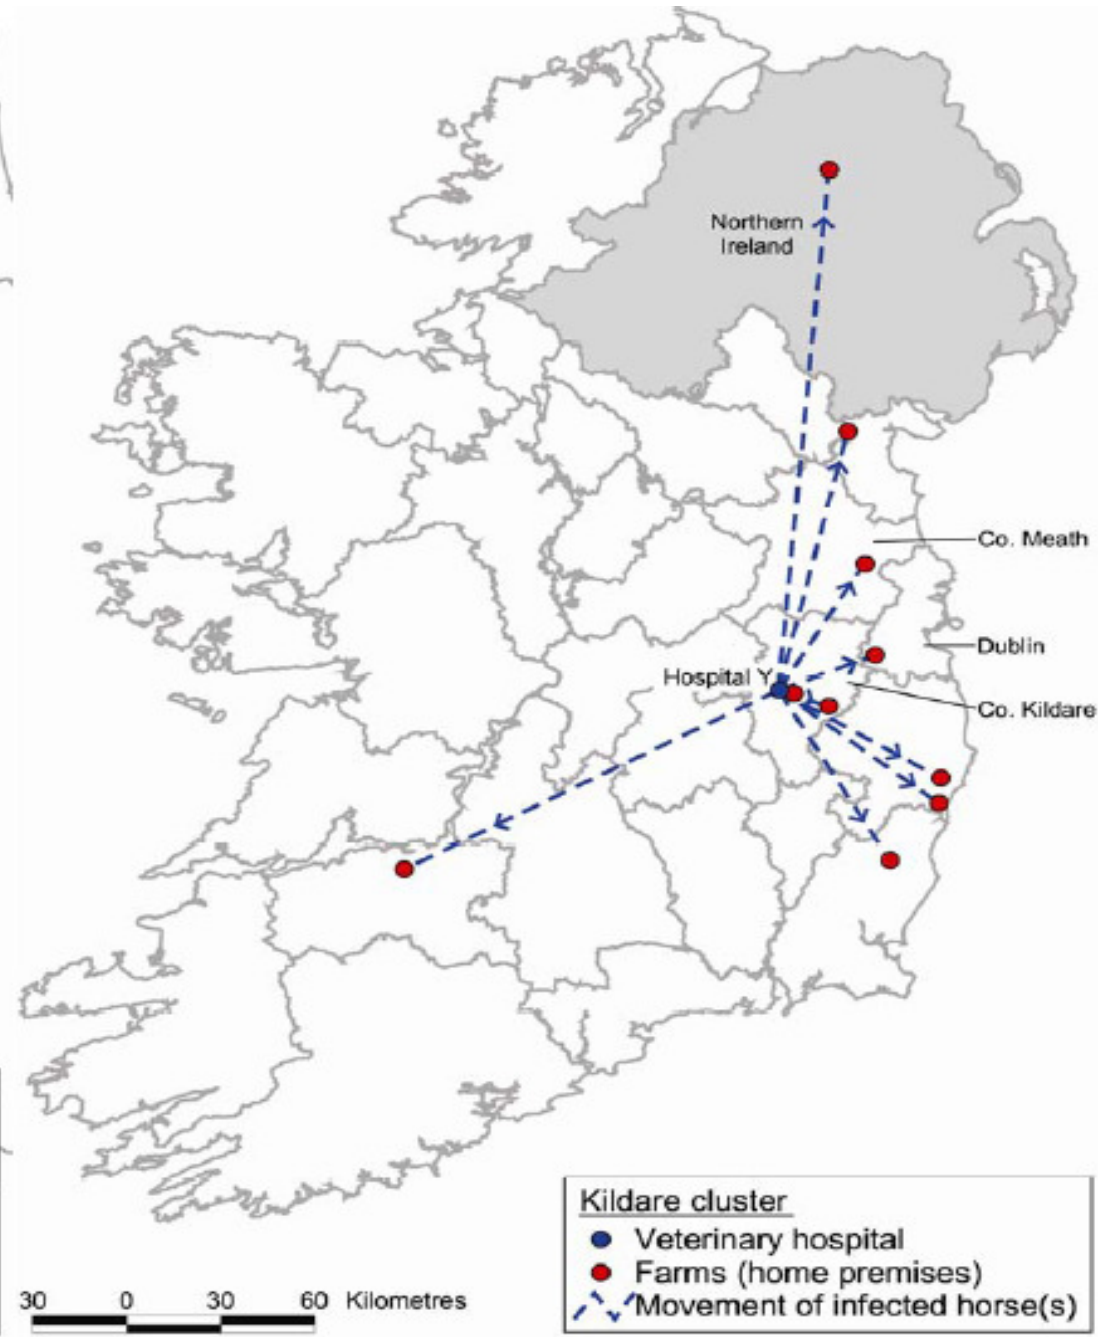 Northern
Ireland
Co. Meath
Dublin
Hospital Y
Co. Kildare
Kildare cluster
Veterinary hospital
Farms (home premises)
Movement of infected horse(s)
30 0 30 60 Kilometres